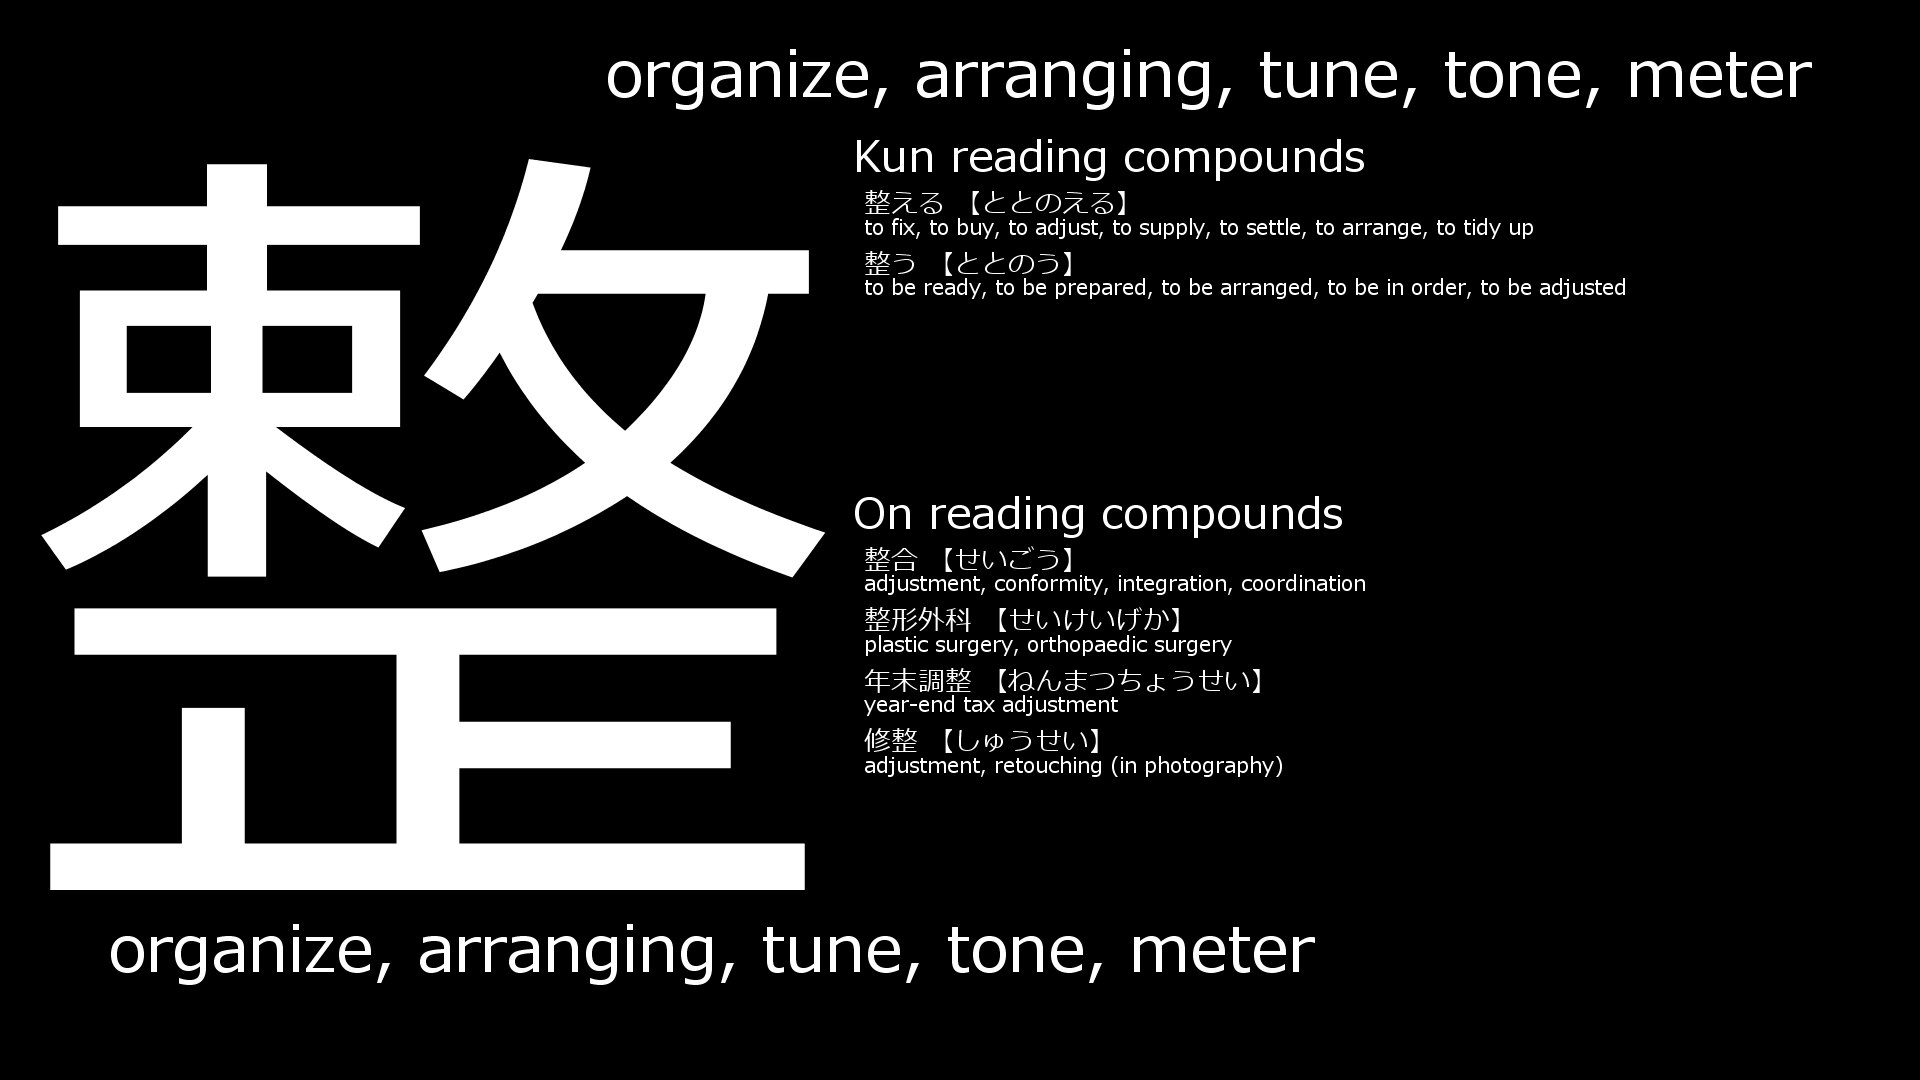 organize, arranging, tune, tone, meter
整
Kun reading compounds
整える 【ととのえる】
to fix, to buy, to adjust, to supply, to settle, to arrange, to tidy up
整う 【ととのう】
to be ready, to be prepared, to be arranged, to be in order, to be adjusted
On reading compounds
整合 【せいごう】
adjustment, conformity, integration, coordination
整形外科 【せいけいげか】
plastic surgery, orthopaedic surgery
年末調整 【ねんまつちょうせい】
year-end tax adjustment
修整 【しゅうせい】
adjustment, retouching (in photography)
organize, arranging, tune, tone, meter